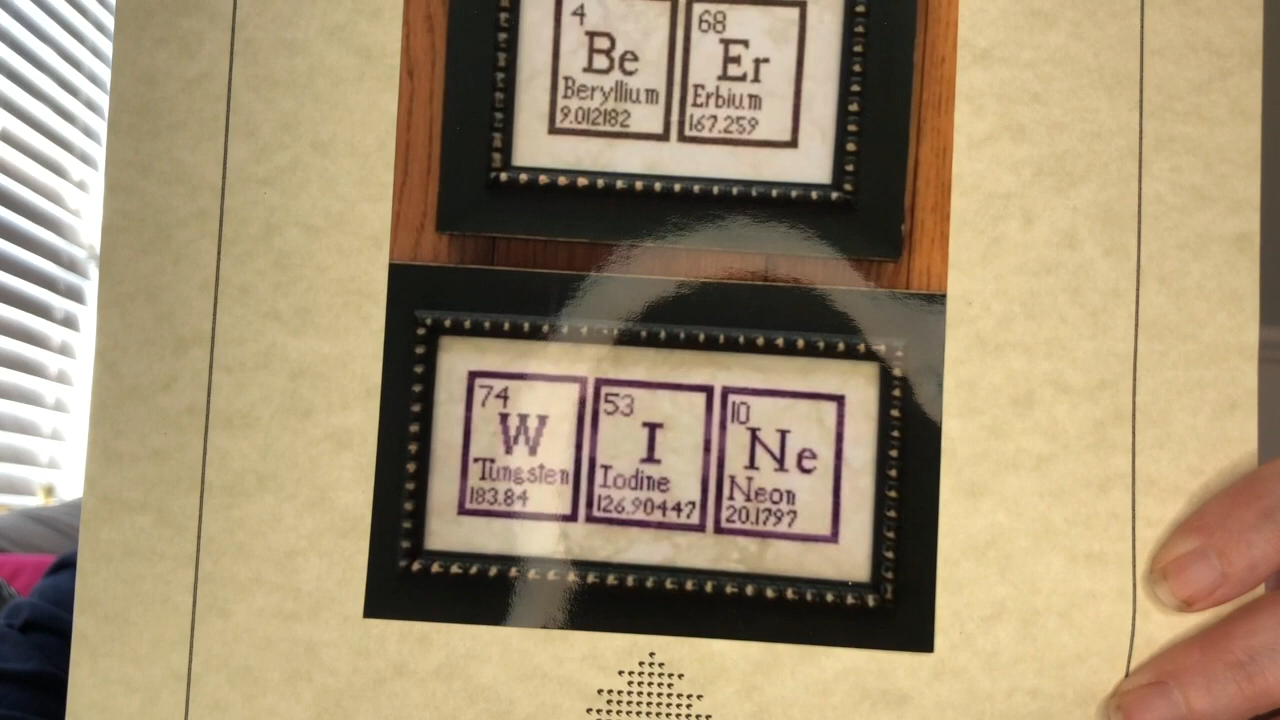 4 68
Be Er
Beryllium Erbium
9.012182 167.259
74 53 10
W I Ne
Tungsten Iodine Neon
183.84 126.90447 20.1797